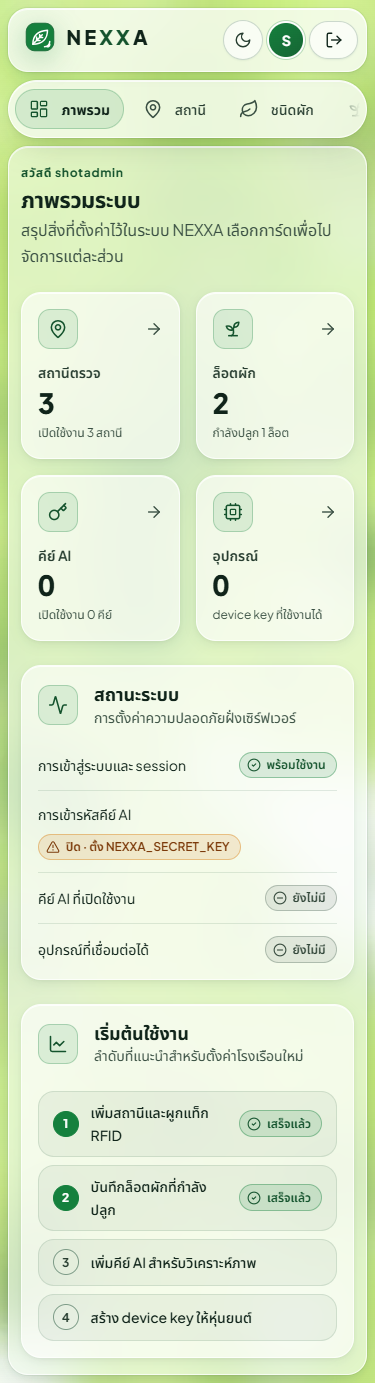 NEXXA
S
ภาพรวม
สถานี
ชนิดผัก
สวัสดี shotadmin
ภาพรวมระบบ
สรุปสิ่งที่ตั้งค่าไว้ในระบบ NEXXA เลือกการ์ดเพื่อไป
จัดการแต่ละส่วน
สถานีตรวจ
3
เปิดใช้งาน 3 สถานี
ล็อตผัก
2
กำลังปลูก 1 ล็อต
คีย์ AI
0
เปิดใช้งาน 0 คีย์
อุปกรณ์
0
device key ที่ใช้งานได้
สถานะระบบ
การตั้งค่าความปลอดภัยฝั่งเซิร์ฟเวอร์
การเข้าสู่ระบบและ session
พร้อมใช้งาน
การเข้ารหัสคีย์ AI
ปิด · ตั้ง NEXXA_SECRET_KEY
คีย์ AI ที่เปิดใช้งาน
ยังไม่มี
อุปกรณ์ที่เชื่อมต่อได้
ยังไม่มี
เริ่มต้นใช้งาน
ลำดับที่แนะนำสำหรับตั้งค่าโรงเรือนใหม่
1
เพิ่มสถานีและผูกแท็ก
RFID
เสร็จแล้ว
2
บันทึกล็อตผักที่กำลัง
ปลูก
เสร็จแล้ว
3
เพิ่มคีย์ AI สำหรับวิเคราะห์ภาพ
4
สร้าง device key ให้หุ่นยนต์